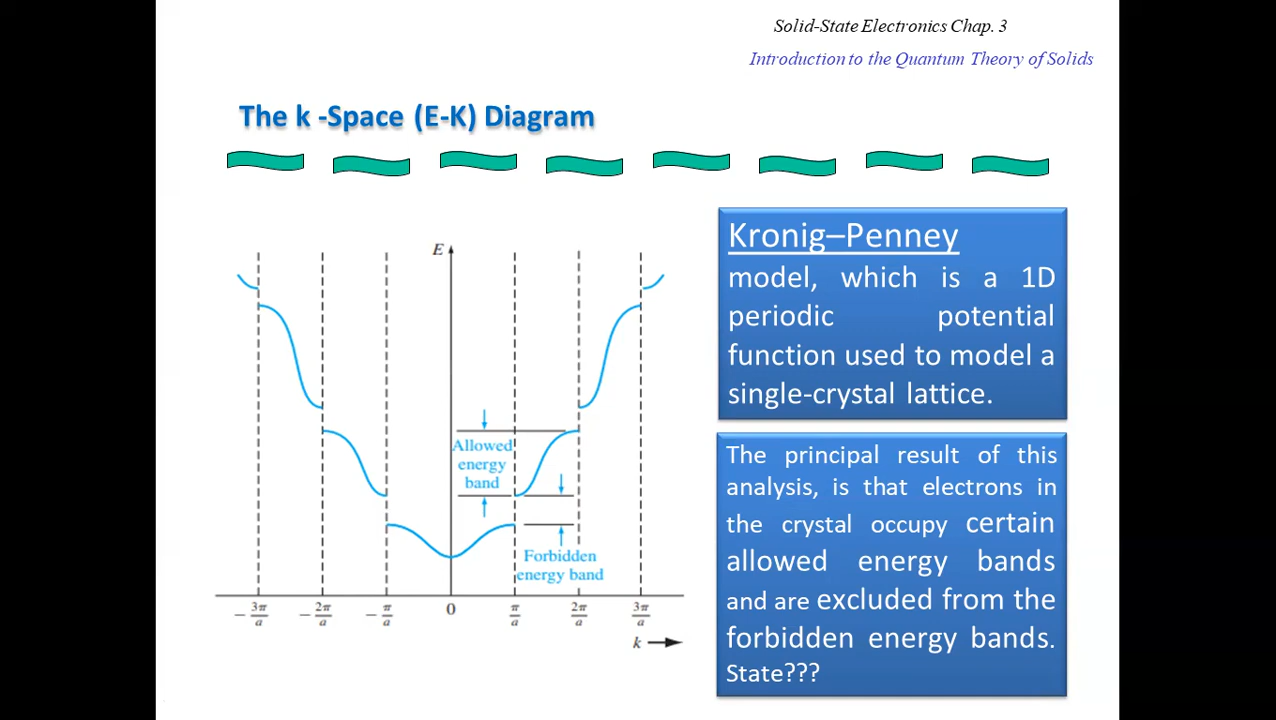 Solid-State Electronics Chap. 3
Introduction to the Quantum Theory of Solids
The k -Space (E-K) Diagram
E
Allowed
energy
band
Forbidden
energy band
− 3π/a − 2π/a − π/a 0 π/a 2π/a 3π/a
k
Kronig–Penney
model, which is a 1D
periodic potential
function used to model a
single-crystal lattice.
The principal result of this
analysis, is that electrons in
the crystal occupy certain
allowed energy bands
and are excluded from the
forbidden energy bands.
State???